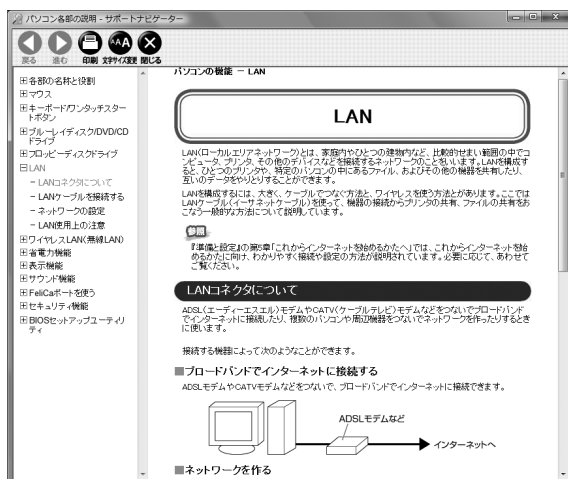 パソコン各部の説明 - サポートナビゲーター
戻る 進む 印刷 文字サイズ変更 閉じる
各部の名称と役割
マウス
キーボード/ワンタッチスター
トボタン
ブルーレイディスク/DVD/CD
ドライブ
フロッピーディスクドライブ
LAN
- LANコネクタについて
- LANケーブルを接続する
- ネットワークの設定
- LAN使用上の注意
ワイヤレスLAN(無線LAN)
省電力機能
表示機能
サウンド機能
FeliCaポートを使う
セキュリティ機能
BIOSセットアップユーティリ
ティ
パソコンの機能 － LAN
LAN
LAN(ローカルエリアネットワーク)とは、家庭内やひとつの建物内など、比較的せまい範囲の中でコ
ンピュータ、プリンタ、その他のデバイスなどを接続するネットワークのことをいいます。LANを構成す
ると、ひとつのプリンタや、特定のパソコンの中にあるファイル、およびその他の機器を共有したり、
互いのデータをやりとりすることができます。
LANを構成するには、大きく、ケーブルでつなぐ方法と、ワイヤレスを使う方法とがあります。ここでは
LANケーブル(イーサネットケーブル)を使って、機器の接続からプリンタの共有、ファイルの共有をお
こなう一般的な方法について説明しています。
参照
『準備と設定』の第5章「これからインターネットを始めるかたへ」では、これからインターネットを始
めるかたに向け、わかりやすく接続や設定の方法が説明されています。必要に応じて、あわせて
ご覧ください。
LANコネクタについて
ADSL(エーディーエスエル)モデムやCATV(ケーブルテレビ)モデムなどをつないでブロードバンド
でインターネットに接続したり、複数のパソコンや周辺機器をつないでネットワークを作ったりするとき
に使います。
接続する機器によって次のようなことができます。
■ブロードバンドでインターネットに接続する
ADSLモデムやCATVモデムなどをつないで、ブロードバンドでインターネットに接続できます。
ADSLモデムなど
インターネットへ
■ネットワークを作る